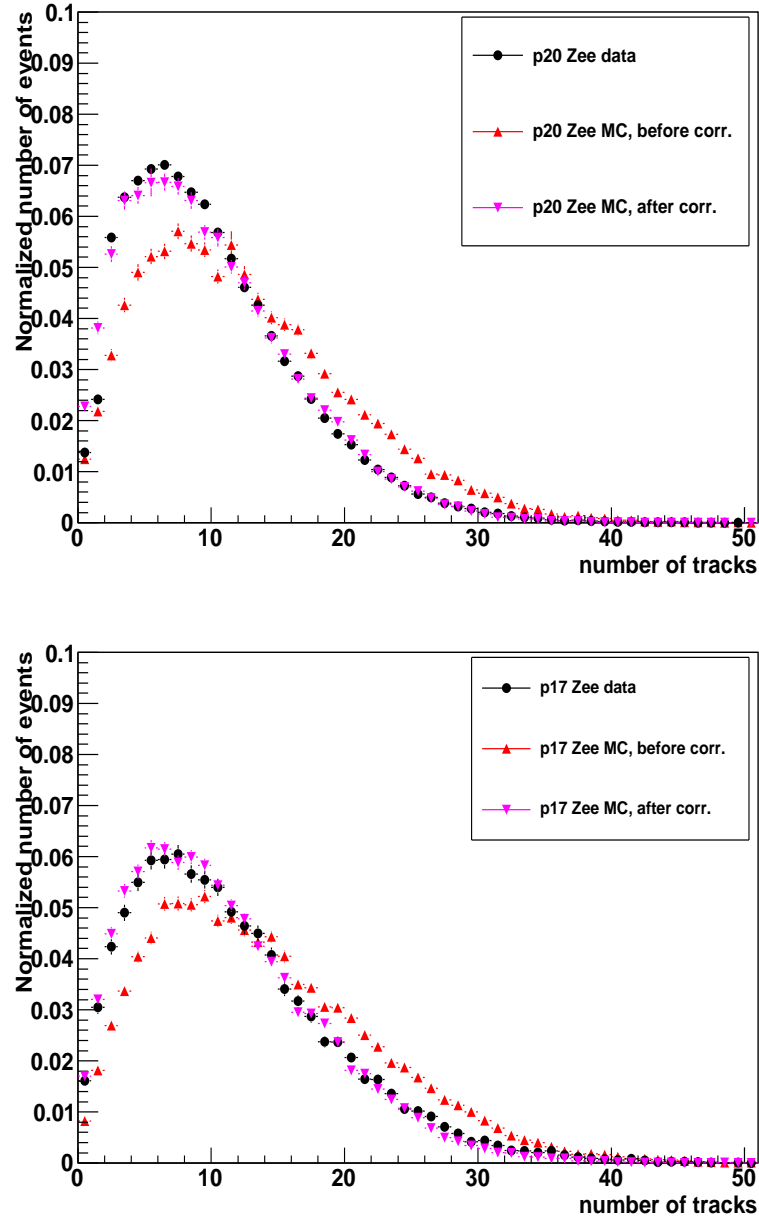 Normalized number of events
0.1
0.09
0.08
0.07
0.06
0.05
0.04
0.03
0.02
0.01
0
p20 Zee data
p20 Zee MC, before corr.
p20 Zee MC, after corr.
0 10 20 30 40 50
number of tracks
Normalized number of events
0.1
0.09
0.08
0.07
0.06
0.05
0.04
0.03
0.02
0.01
0
p17 Zee data
p17 Zee MC, before corr.
p17 Zee MC, after corr.
0 10 20 30 40 50
number of tracks